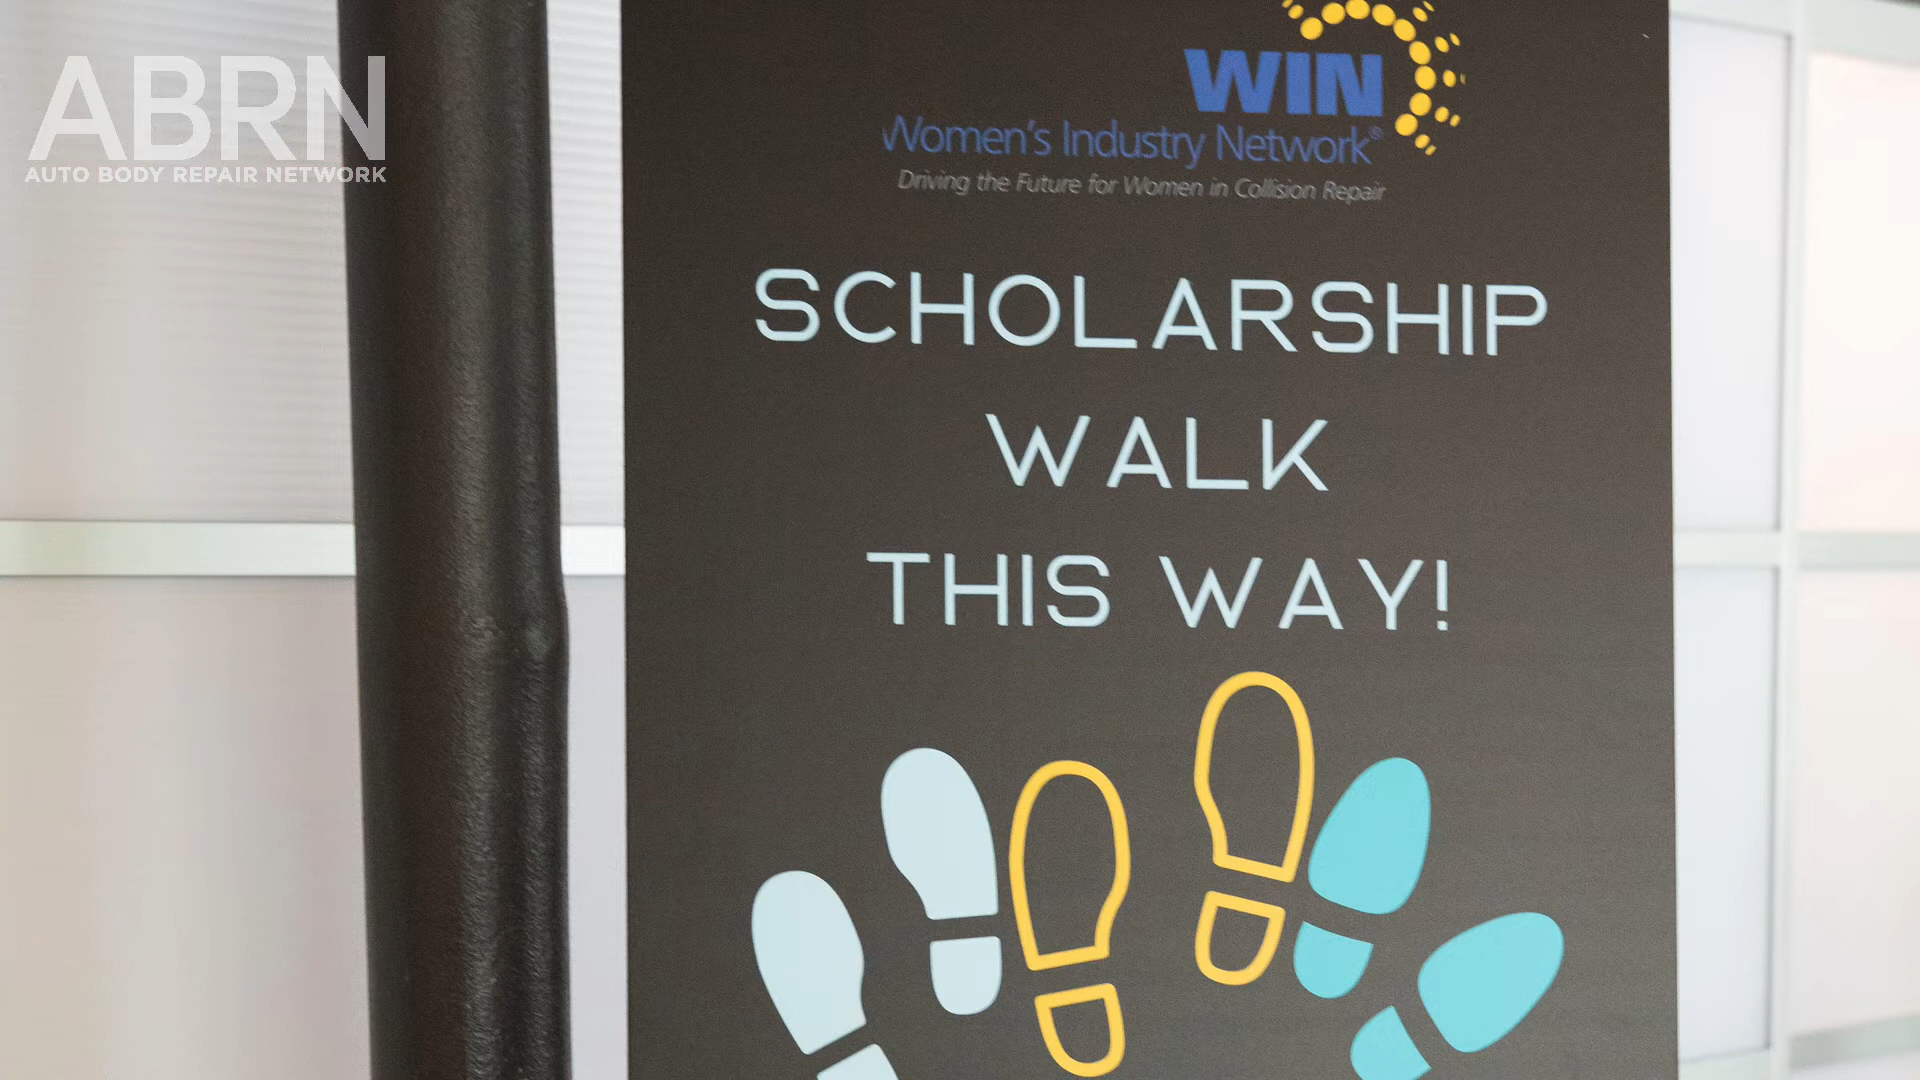 ABRN
AUTO BODY REPAIR NETWORK
WIN
Women's Industry Network®
Driving the Future for Women in Collision Repair
SCHOLARSHIP
WALK
THIS WAY!